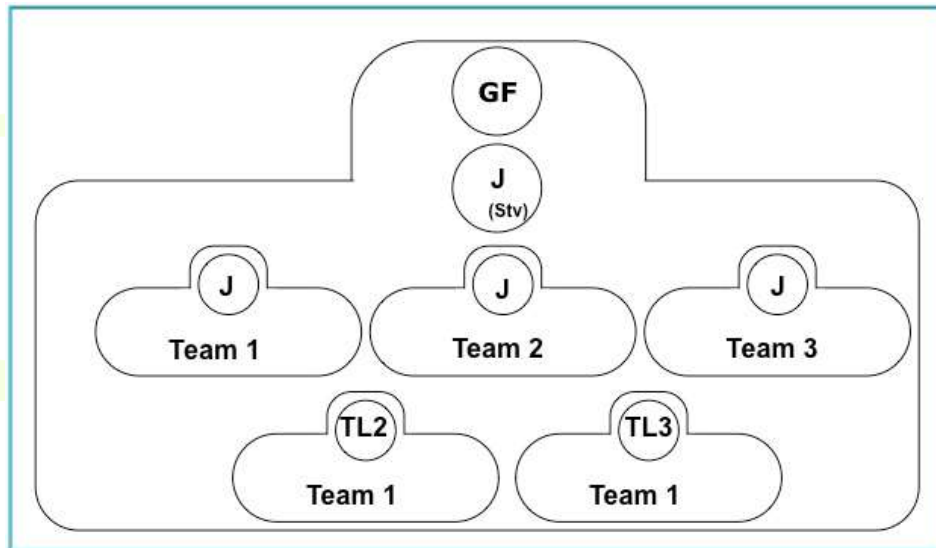 GF
J
(Stv)
J
J
J
Team 1
Team 2
Team 3
TL2
TL3
Team 1
Team 1